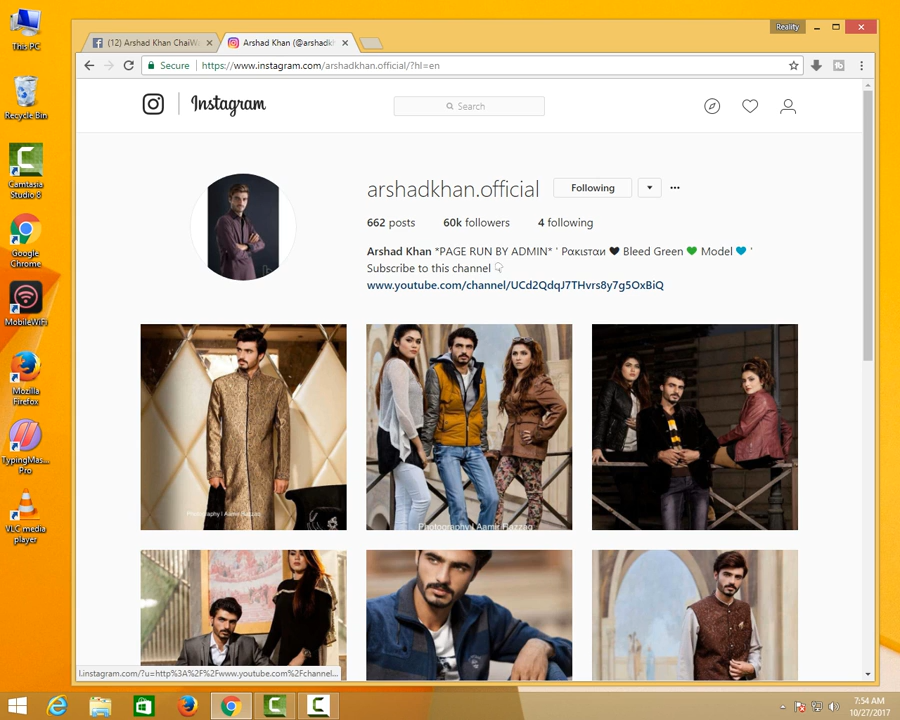 Reality
(12) Arshad Khan ChaiW
Arshad Khan (@arshadkh
Secure
https://www.instagram.com/arshadkhan.official/?hl=en
Instagram
Search
arshadkhan.official
Following
662 posts 60k followers 4 following
Arshad Khan *PAGE RUN BY ADMIN* ' Pαкιѕтαи 🖤 Bleed Green 💚 Model 💙 '
Subscribe to this channel 👇
www.youtube.com/channel/UCd2QdqJ7THvrs8y7g5OxBiQ
Photography I Aamir Razzaq
Photography I Aamir Razzaq
l.instagram.com/?u=http%3A%2F%2Fwww.youtube.com%2Fchannel...
This PC
Recycle Bin
Camtasia
Studio 8
Google
Chrome
MobileWiFi
Mozilla
Firefox
TypingMas...
Pro
VLC media
player
7:54 AM
10/27/2017